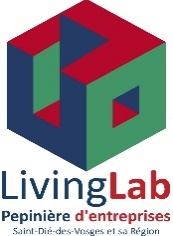 LivingLab
Pepinière d'entreprises
Saint-Dié-des-Vosges et sa Région